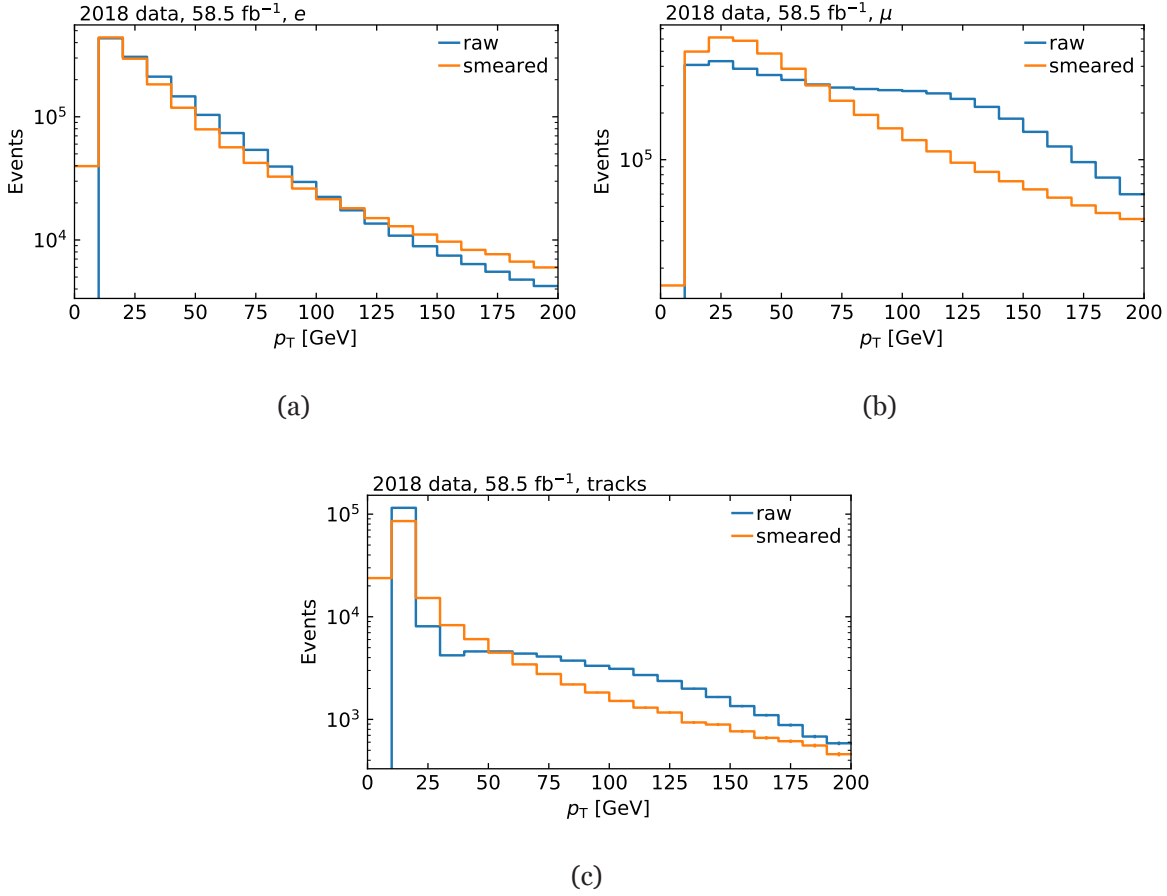 2018 data, 58.5 fb⁻¹, e
raw
smeared
10⁵
10⁴
Events
0 25 50 75 100 125 150 175 200
p_T [GeV]
(a)
2018 data, 58.5 fb⁻¹, μ
raw
smeared
10⁵
Events
0 25 50 75 100 125 150 175 200
p_T [GeV]
(b)
2018 data, 58.5 fb⁻¹, tracks
raw
smeared
10⁵
10⁴
10³
Events
0 25 50 75 100 125 150 175 200
p_T [GeV]
(c)